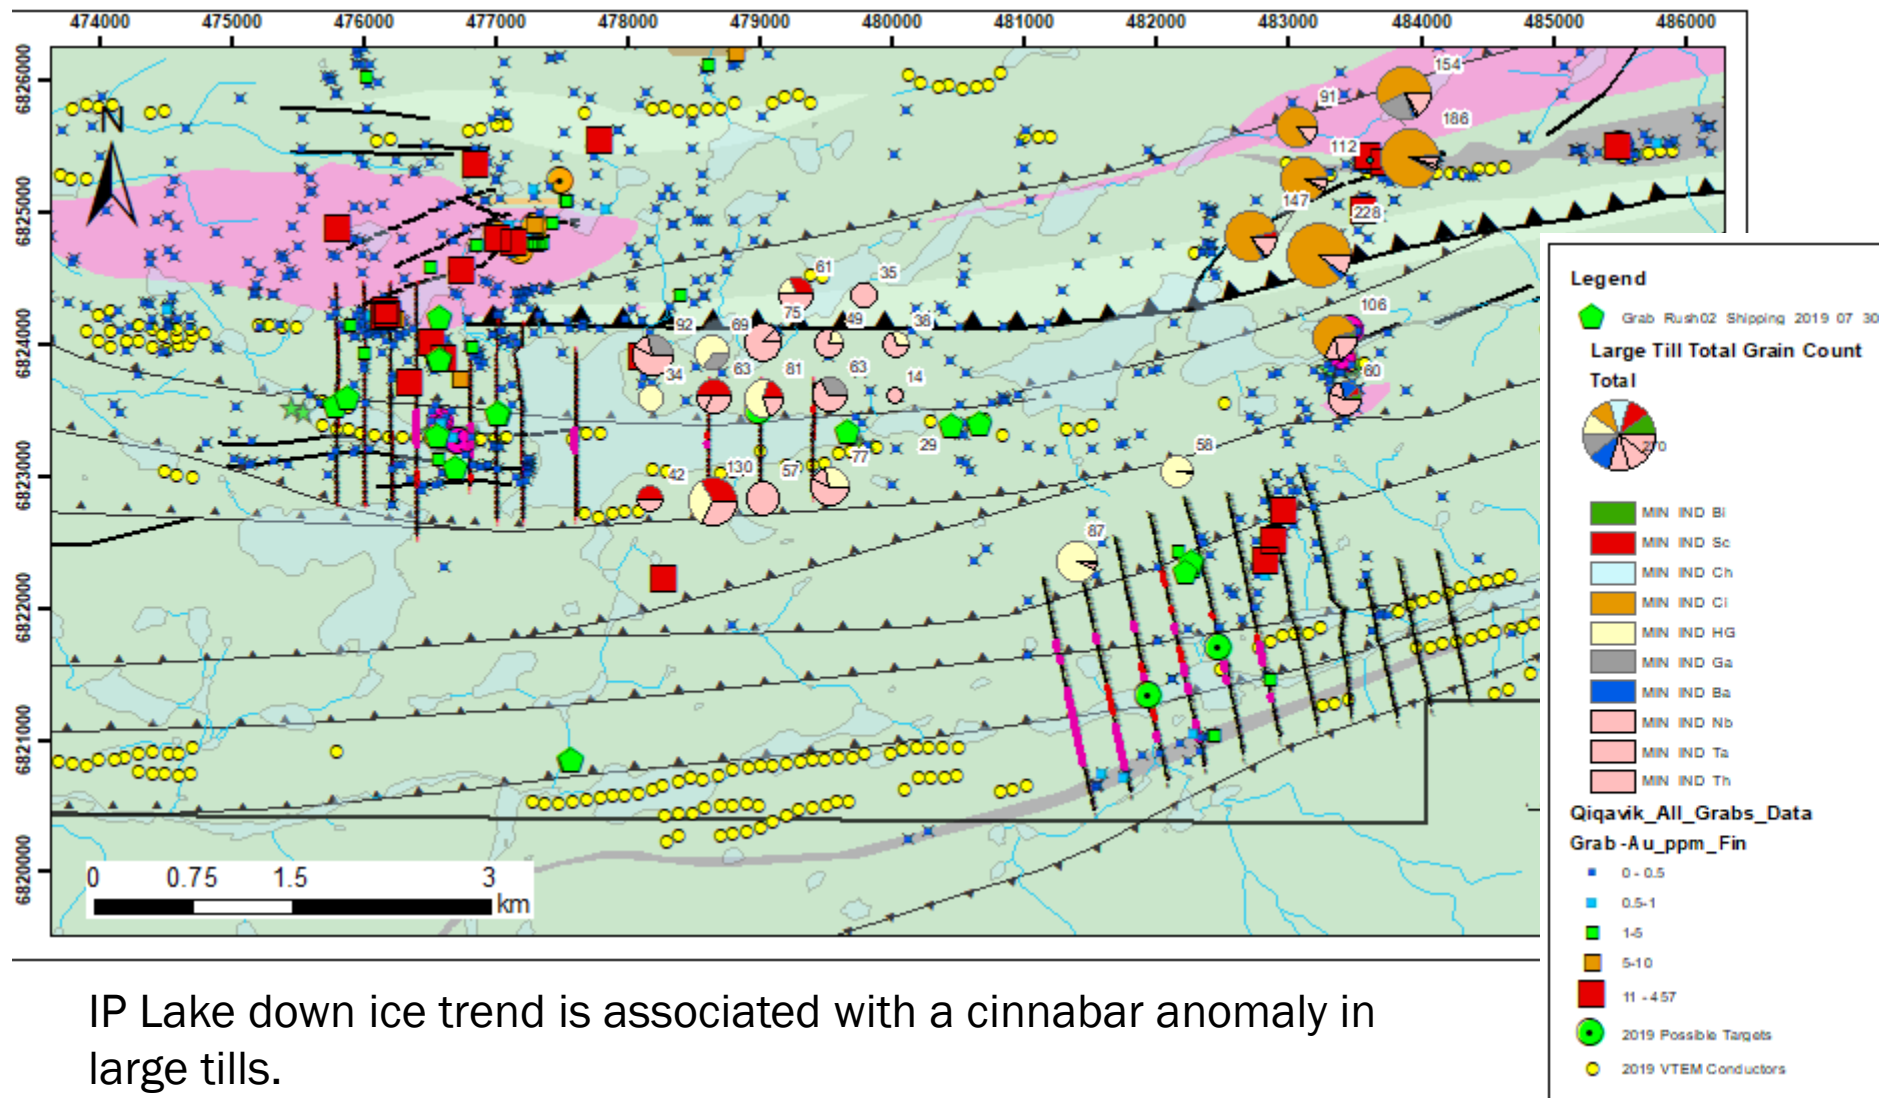 474000 475000 476000 477000 478000 479000 480000 481000 482000 483000 484000 485000 486000
6826000
6825000
6824000
6823000
6822000
6821000
6820000
N
154
91
186
112
147
228
106
60
61
35
75
49
38
92
69
34
63
81
63
14
29
77
42
130
57
58
87
0 0.75 1.5 3
km
Legend
Grab Rush02 Shipping 2019 07 30
Large Till Total Grain Count
Total
270
MIN IND Bi
MIN IND Sc
MIN IND Ch
MIN IND Ci
MIN IND HG
MIN IND Ga
MIN IND Ba
MIN IND Nb
MIN IND Ta
MIN IND Th
Qiqavik_All_Grabs_Data
Grab-Au_ppm_Fin
0 - 0.5
0.5-1
1-5
5-10
11 - 457
2019 Possible Targets
2019 VTEM Conductors
IP Lake down ice trend is associated with a cinnabar anomaly in
large tills.